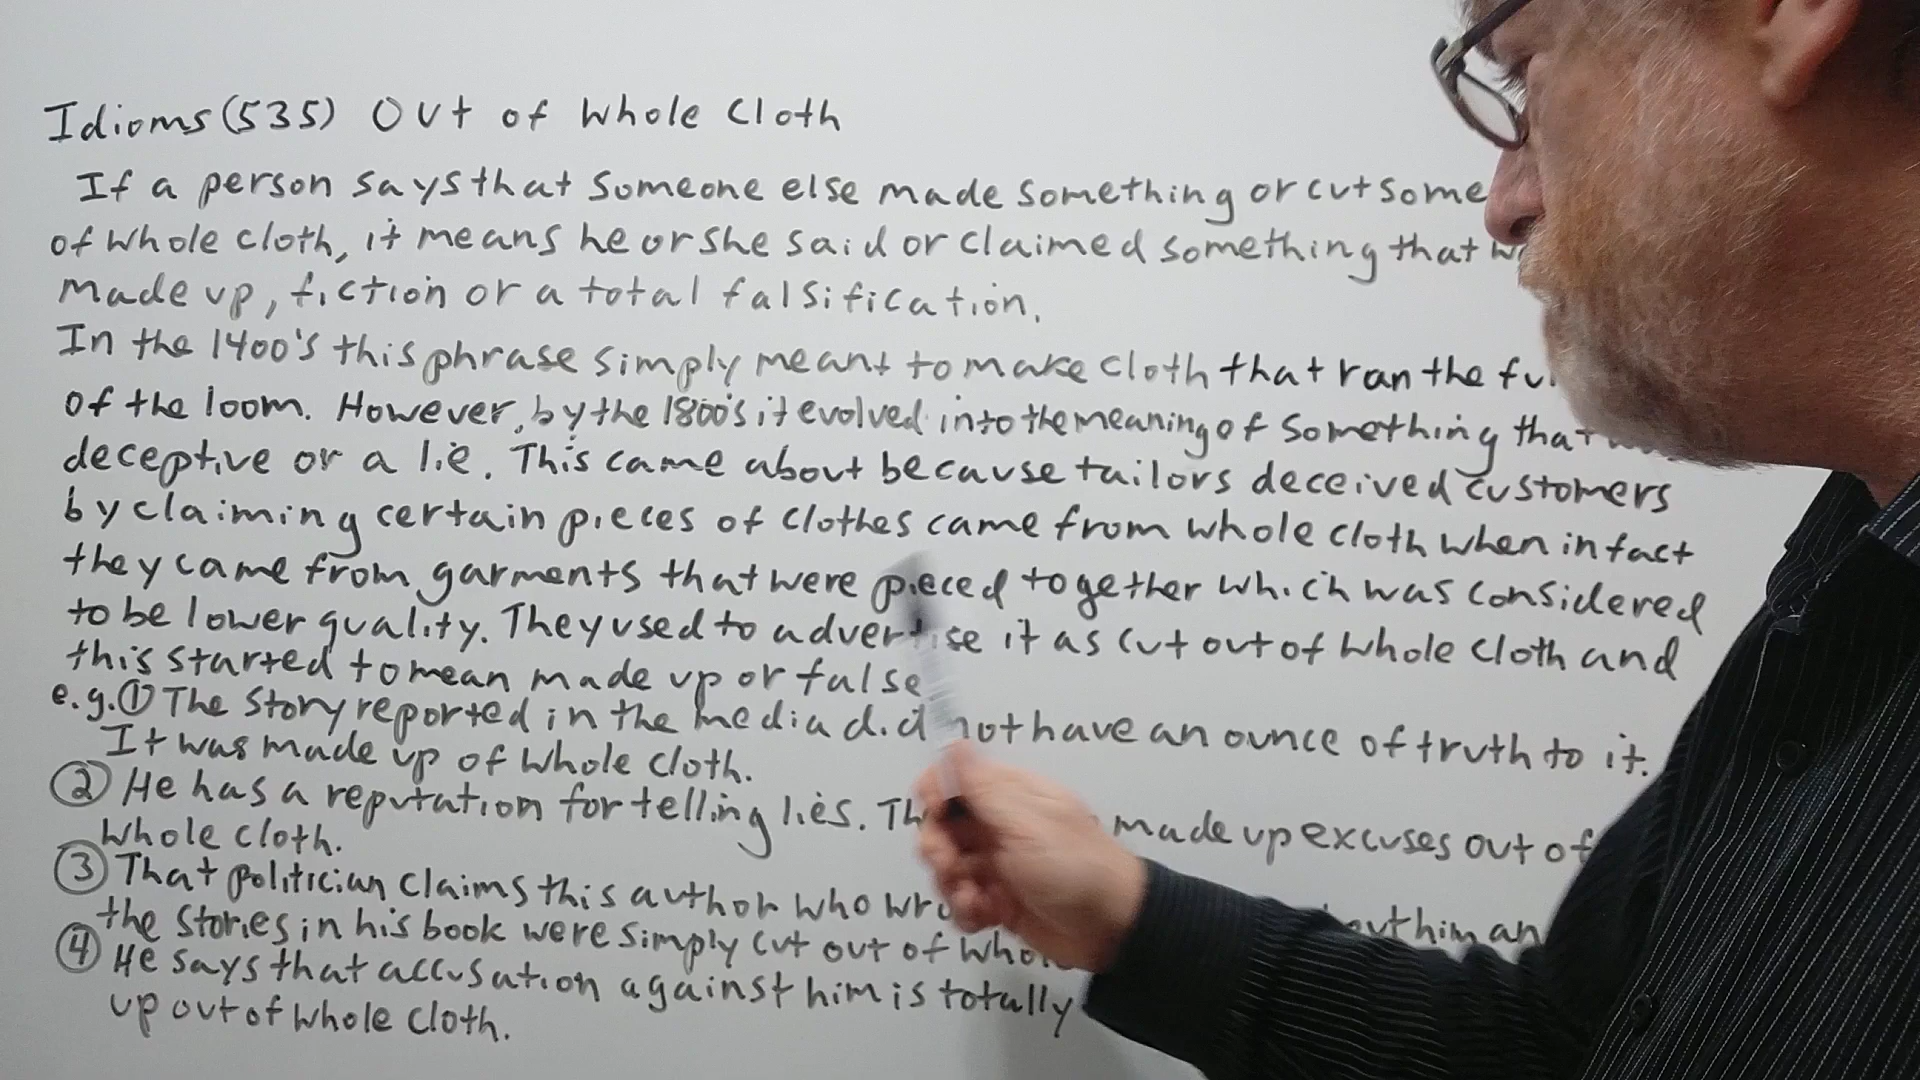 Idioms (535) Out of Whole Cloth
If a person says that someone else made something or cut some
of whole cloth, it means he or she said or claimed something that
made up, fiction or a total falsification.
In the 1400's this phrase simply meant to make cloth that ran the
of the loom. However, by the 1800's it evolved into the meaning of something that
deceptive or a lie. This came about because tailors deceived customers
by claiming certain pieces of clothes came from whole cloth when in fact
they came from garments that were pieced together which was considered
to be lower quality. They used to advertise it as cut out of whole cloth and
this started to mean made up or false
e.g. ① The story reported in the media did not have an ounce of truth to it.
It was made up of whole cloth.
② He has a reputation for telling lies. made up excuses out of
whole cloth.
③ That politician claims this author who him
the stories in his book were simply cut out of
④ He says that accusation against him is totally
up out of whole cloth.